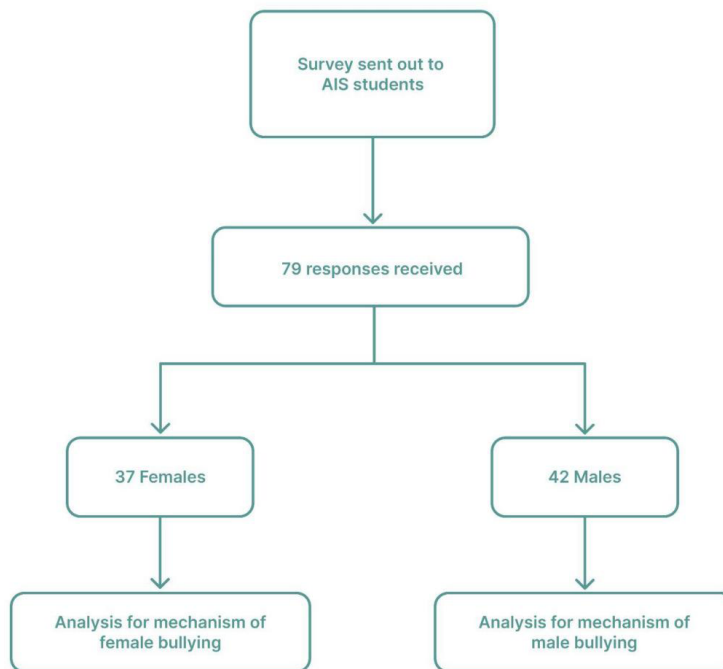 Survey sent out to
AIS students
79 responses received
37 Females
42 Males
Analysis for mechanism of
female bullying
Analysis for mechanism of
male bullying